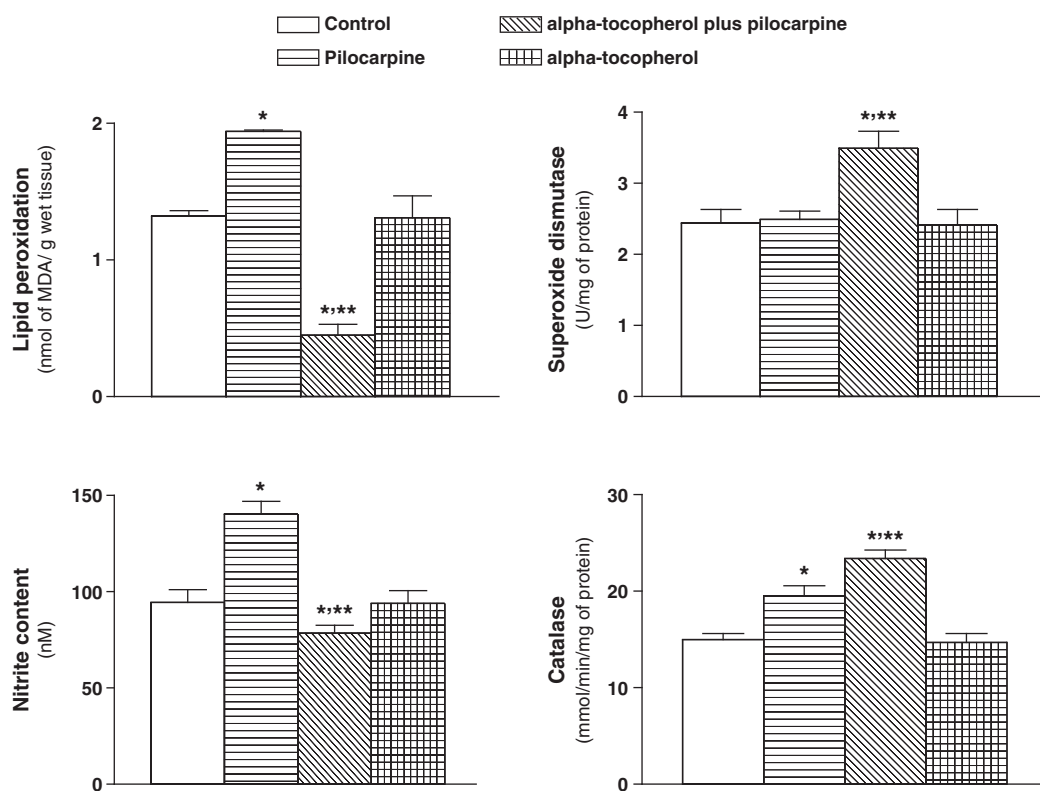 Control
alpha-tocopherol plus pilocarpine
Pilocarpine
alpha-tocopherol
Lipid peroxidation
(nmol of MDA/ g wet tissue)
2
1
0
*
*,**
Superoxide dismutase
(U/mg of protein)
4
3
2
1
0
*,**
Nitrite content
(nM)
150
100
50
0
*
*,**
Catalase
(mmol/min/mg of protein)
30
20
10
0
*
*,**